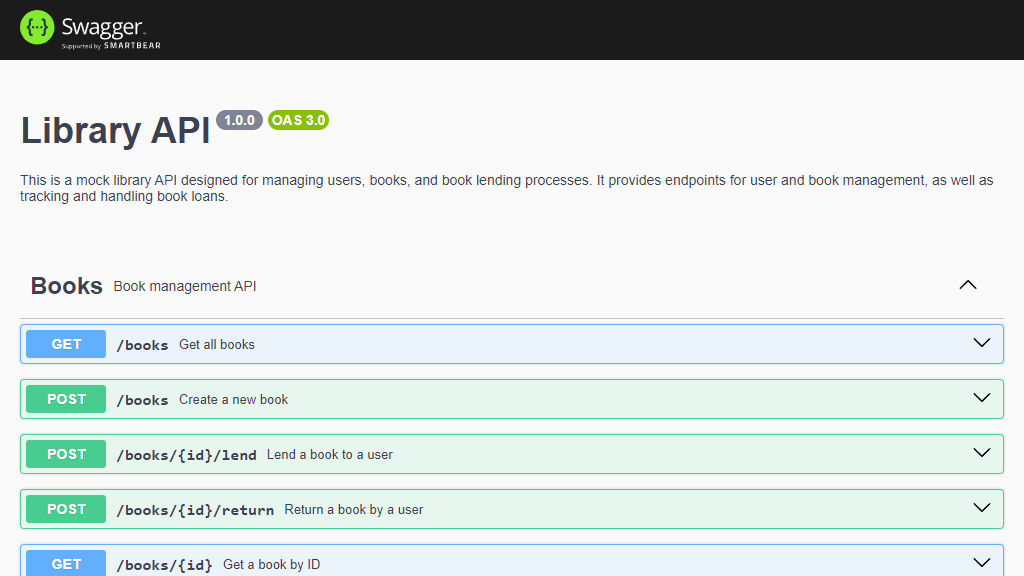 Swagger
Supported by SMARTBEAR
Library API 1.0.0 OAS 3.0
This is a mock library API designed for managing users, books, and book lending processes. It provides endpoints for user and book management, as well as
tracking and handling book loans.
Books Book management API
GET /books Get all books
POST /books Create a new book
POST /books/{id}/lend Lend a book to a user
POST /books/{id}/return Return a book by a user
GET /books/{id} Get a book by ID